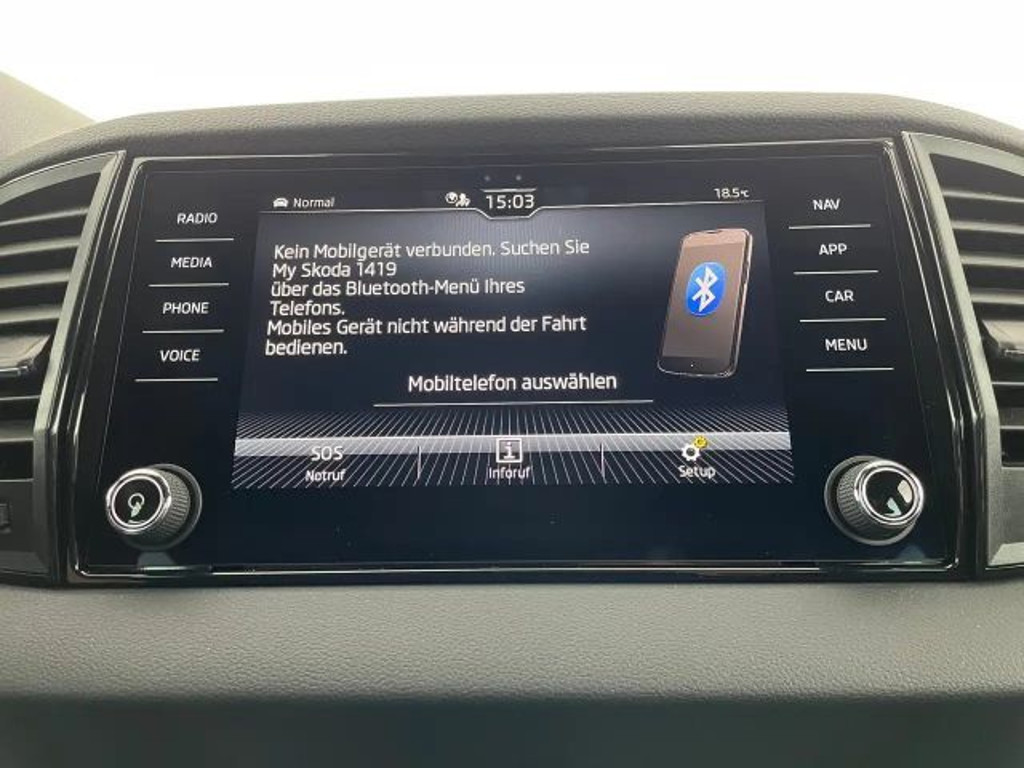 Normal
15:03
18.5°C
RADIO
MEDIA
PHONE
VOICE
Kein Mobilgerät verbunden. Suchen Sie
My Skoda 1419
über das Bluetooth-Menü Ihres
Telefons.
Mobiles Gerät nicht während der Fahrt
bedienen.
Mobiltelefon auswählen
SOS
Notruf
i
Inforuf
Setup
NAV
APP
CAR
MENU